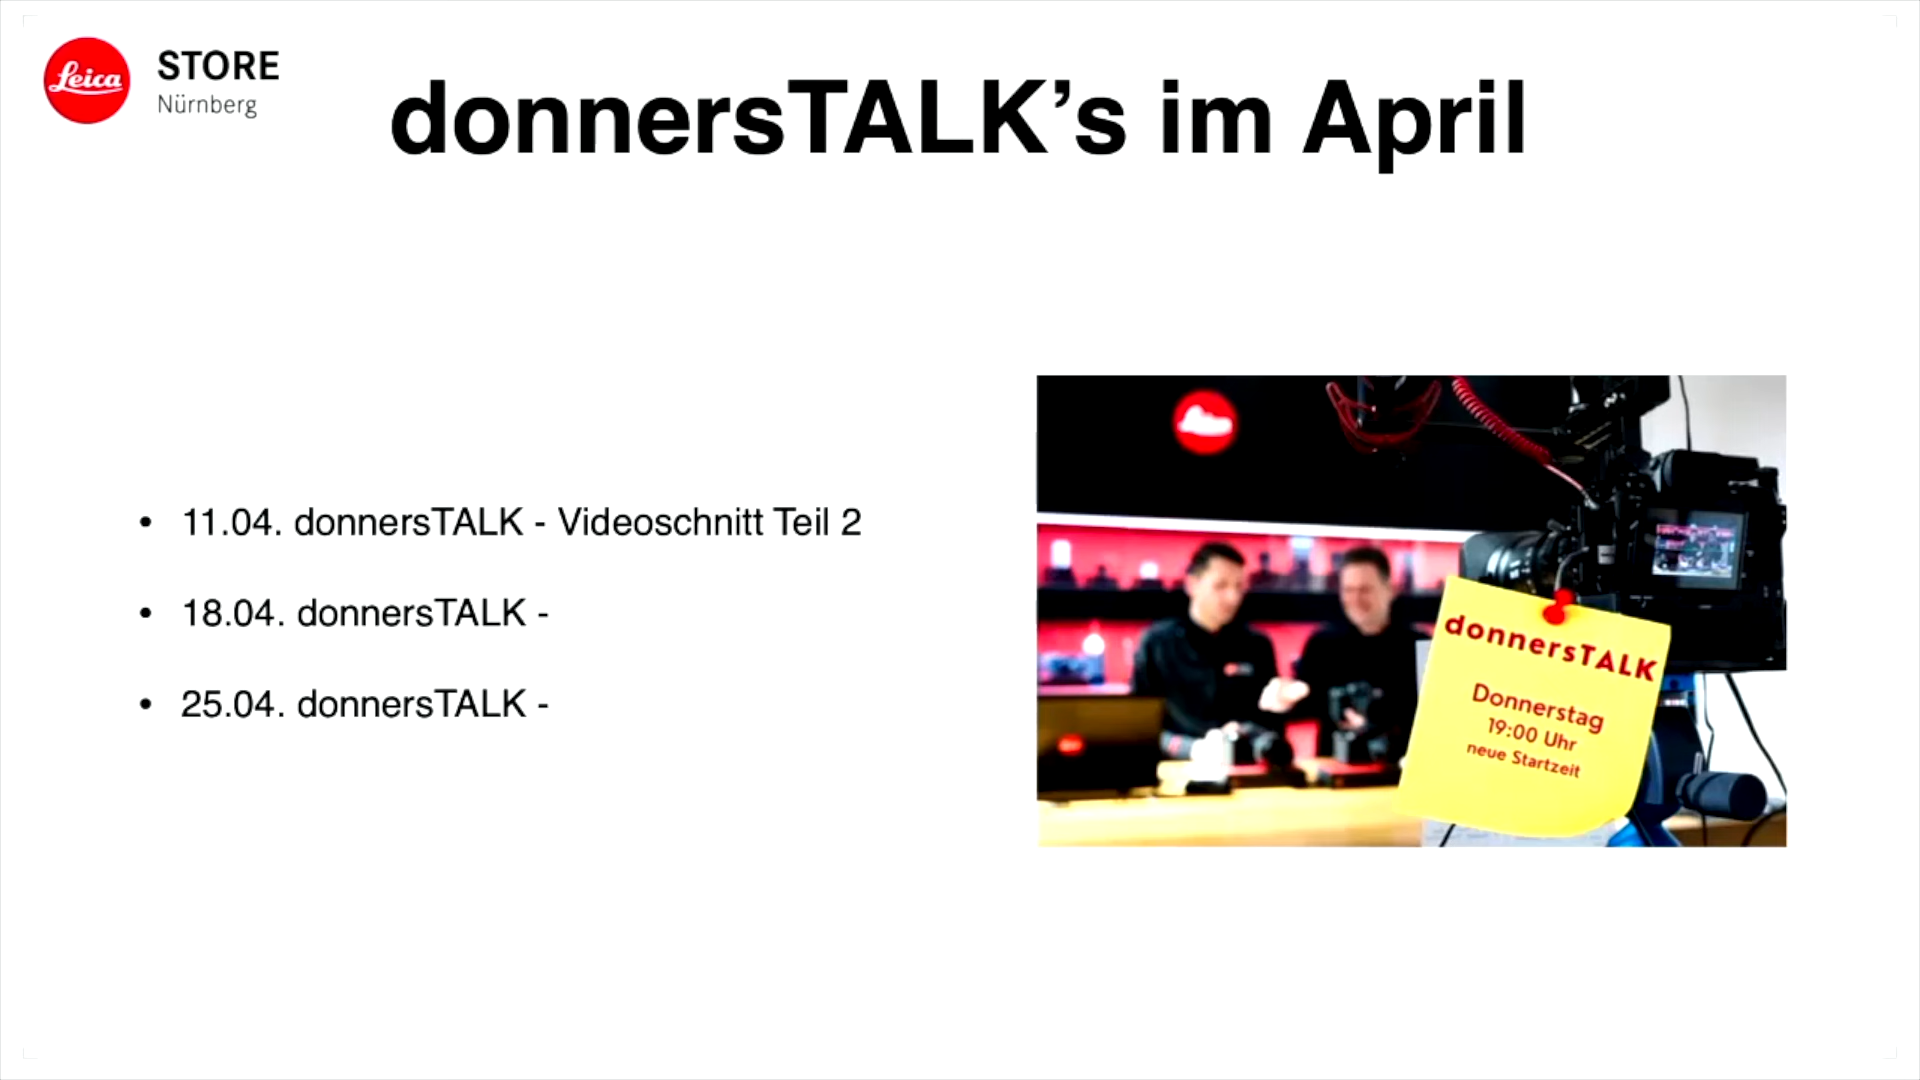 Leica
STORE
Nürnberg
donnersTALK’s im April
• 11.04. donnersTALK - Videoschnitt Teil 2
• 18.04. donnersTALK -
• 25.04. donnersTALK -
Leica
donnersTALK
Donnerstag
19:00 Uhr
neue Startzeit